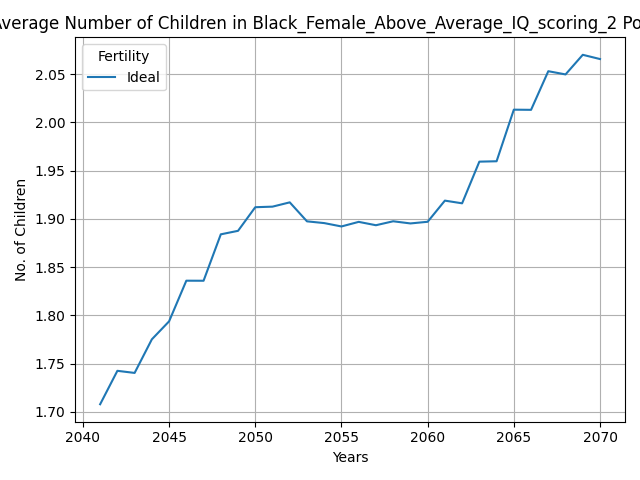 Average Number of Children in Black_Female_Above_Average_IQ_scoring_2 Po
Fertility
Ideal
No. of Children
2.05
2.00
1.95
1.90
1.85
1.80
1.75
1.70
2040 2045 2050 2055 2060 2065 2070
Years